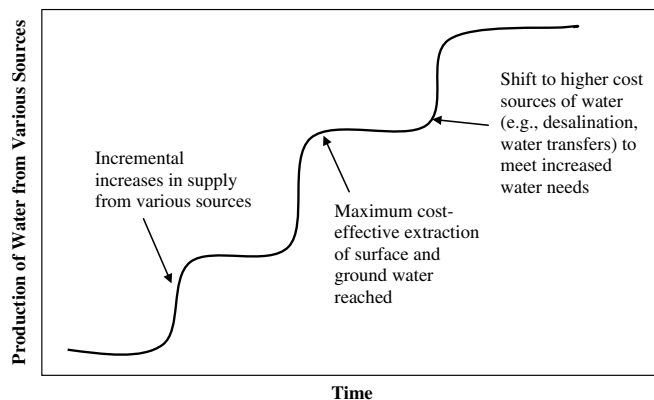 Production of Water from Various Sources
Incremental
increases in supply
from various sources
Maximum cost-
effective extraction
of surface and
ground water
reached
Shift to higher cost
sources of water
(e.g., desalination,
water transfers) to
meet increased
water needs
Time